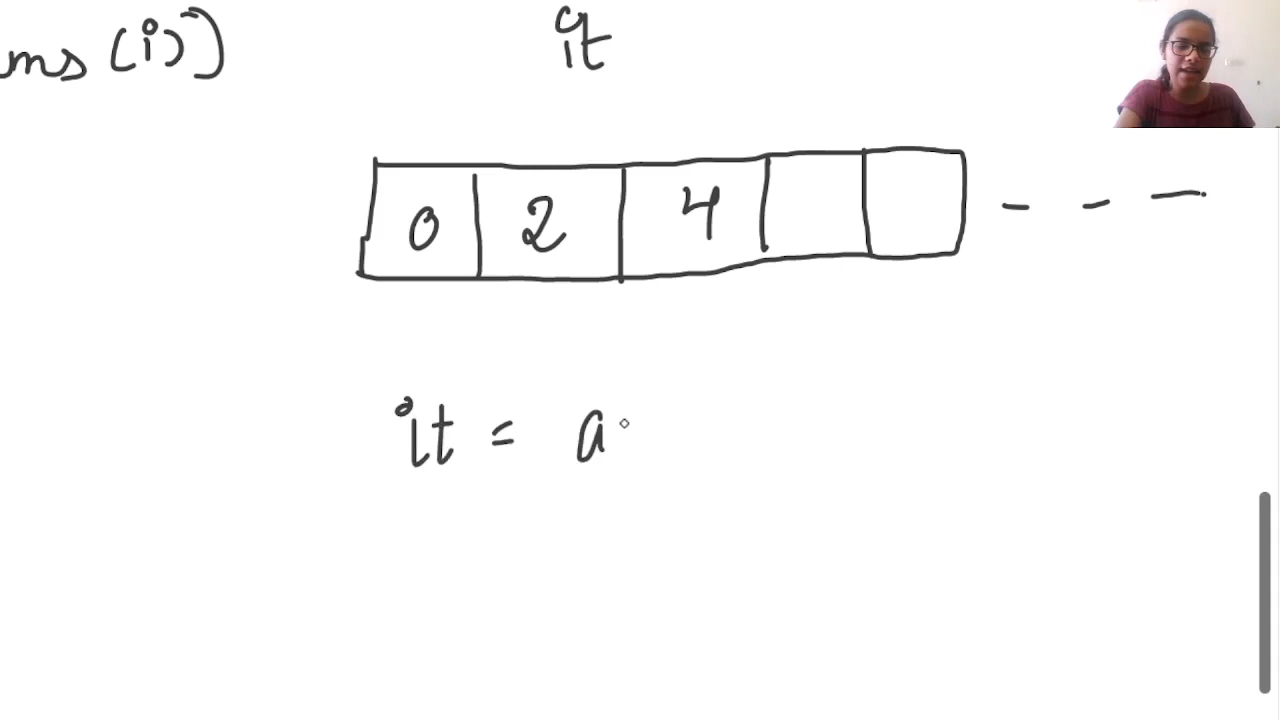 ms (i)]
it
0 2 4 - - -
it = a